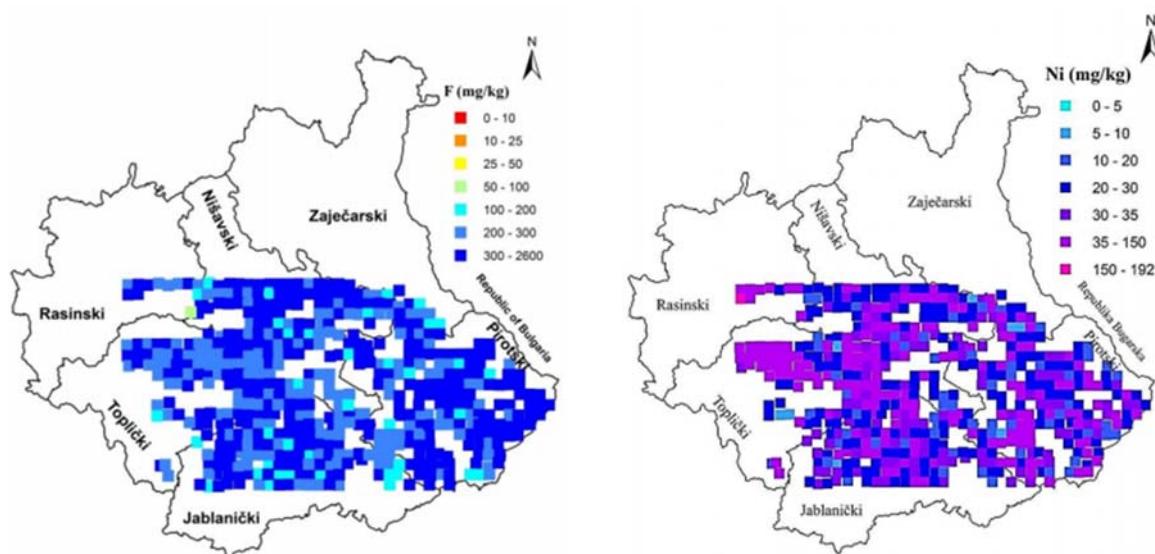 N
F (mg/kg)
0 - 10
10 - 25
25 - 50
50 - 100
100 - 200
200 - 300
300 - 2600
Nišavski
Zaječarski
Rasinski
Republic of Bulgaria
Pirotski
Toplički
Jablanički
N
Ni (mg/kg)
0 - 5
5 - 10
10 - 20
20 - 30
30 - 35
35 - 150
150 - 192
Zaječarski
Nišavski
Rasinski
Republika Bugarska
Pirotski
Toplički
Jablanički